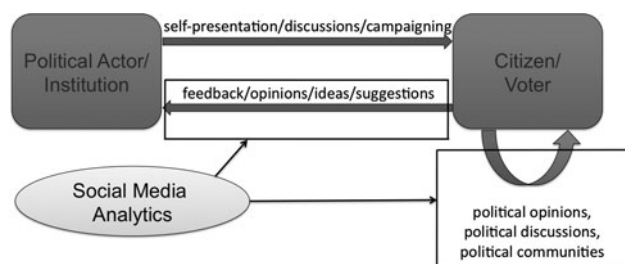 self-presentation/discussions/campaigning
Political Actor/
Institution
Citizen/
Voter
feedback/opinions/ideas/suggestions
Social Media
Analytics
political opinions,
political discussions,
political communities